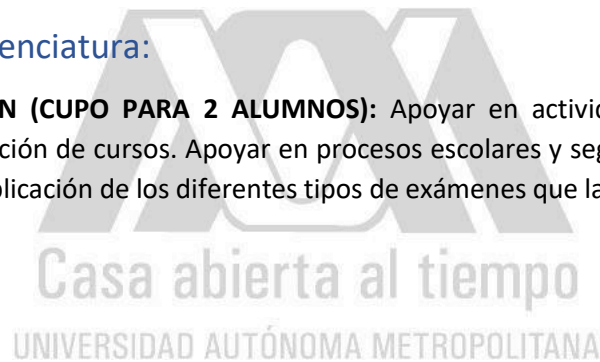 enciatura:
N (CUPO PARA 2 ALUMNOS): Apoyar en activid
ción de cursos. Apoyar en procesos escolares y seg
plicación de los diferentes tipos de exámenes que la
Casa abierta al tiempo
UNIVERSIDAD AUTÓNOMA METROPOLITANA